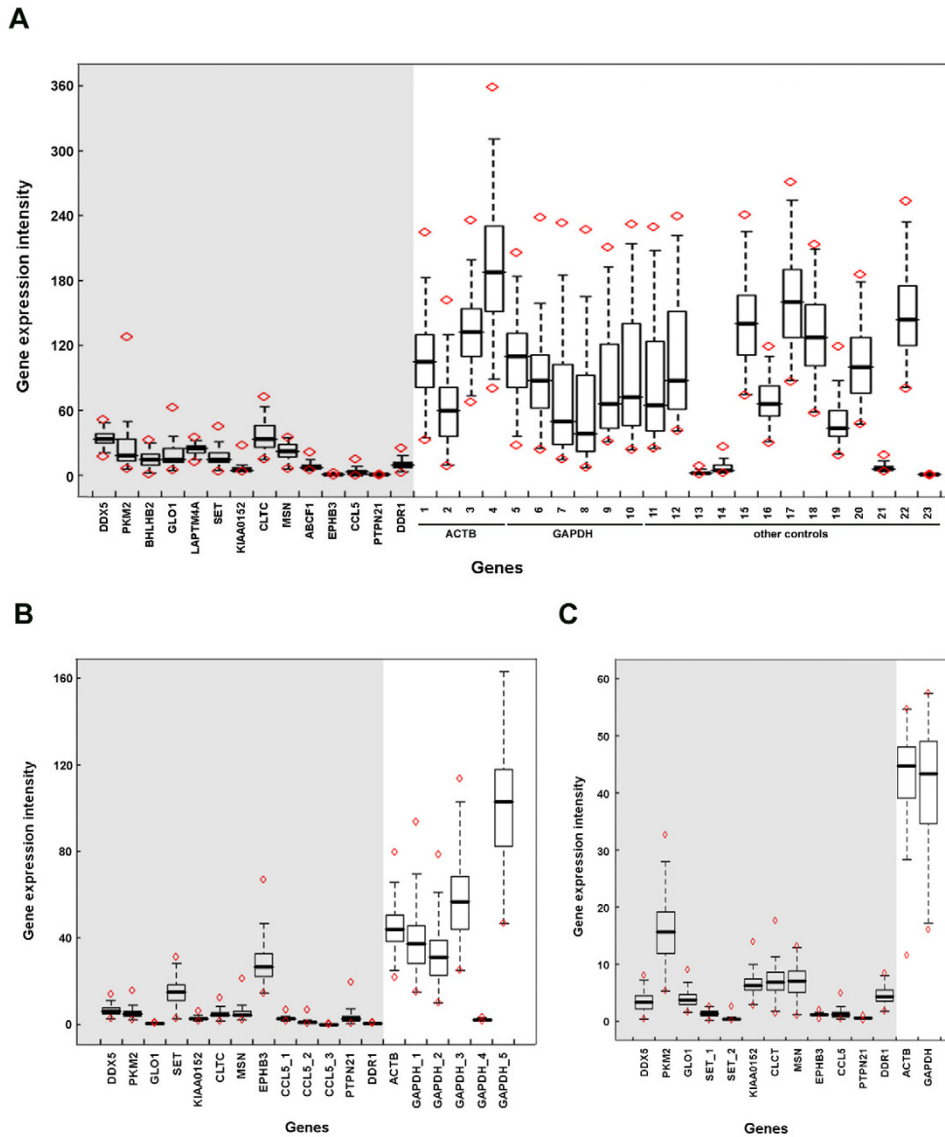 A
Gene expression intensity
360
300
240
180
120
60
0
DDX5 PKM2 BHLHB2 GLO1 LAPTM4A SET KIAA0152 CLTC MSN ABCF1 EPHB3 CCL5 PTPN21 DDR1 1 2 3 4 5 6 7 8 9 10 11 12 13 14 15 16 17 18 19 20 21 22 23
ACTB GAPDH other controls
Genes
B
Gene expression intensity
160
120
80
40
0
DDX5 PKM2 GLO1 SET KIAA0152 CLTC MSN EPHB3 CCL5_1 CCL5_2 CCL5_3 PTPN21 DDR1 ACTB GAPDH_1 GAPDH_2 GAPDH_3 GAPDH_4 GAPDH_5
Genes
C
Gene expression intensity
60
50
40
30
20
10
0
DDX5 PKM2 GLO1 SET_1 SET_2 KIAA0152 CLCT MSN EPHB3 CCL5 PTPN21 DDR1 ACTB GAPDH
Genes